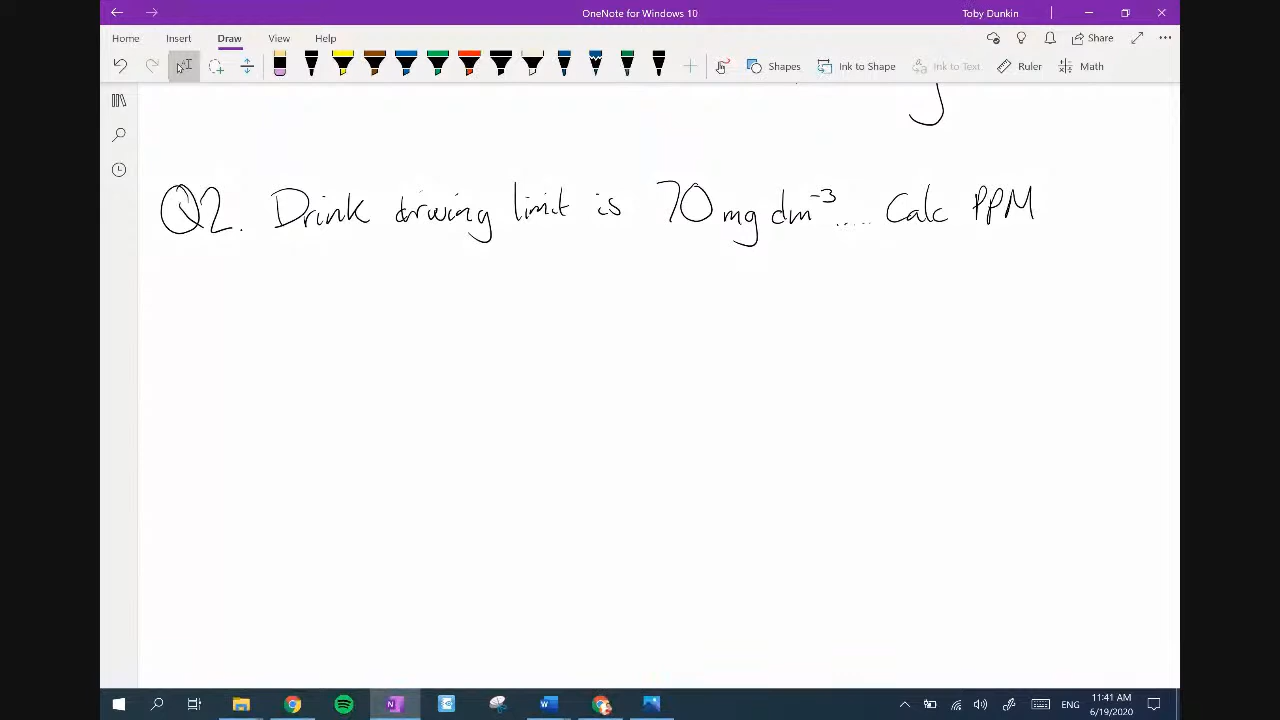 OneNote for Windows 10
Toby Dunkin
Home Insert Draw View Help
Share
Shapes Ink to Shape Ink to Text Ruler Math
Q2. Drink driving limit is 70 mg dm⁻³.... Calc PPM
11:41 AM
ENG
6/19/2020